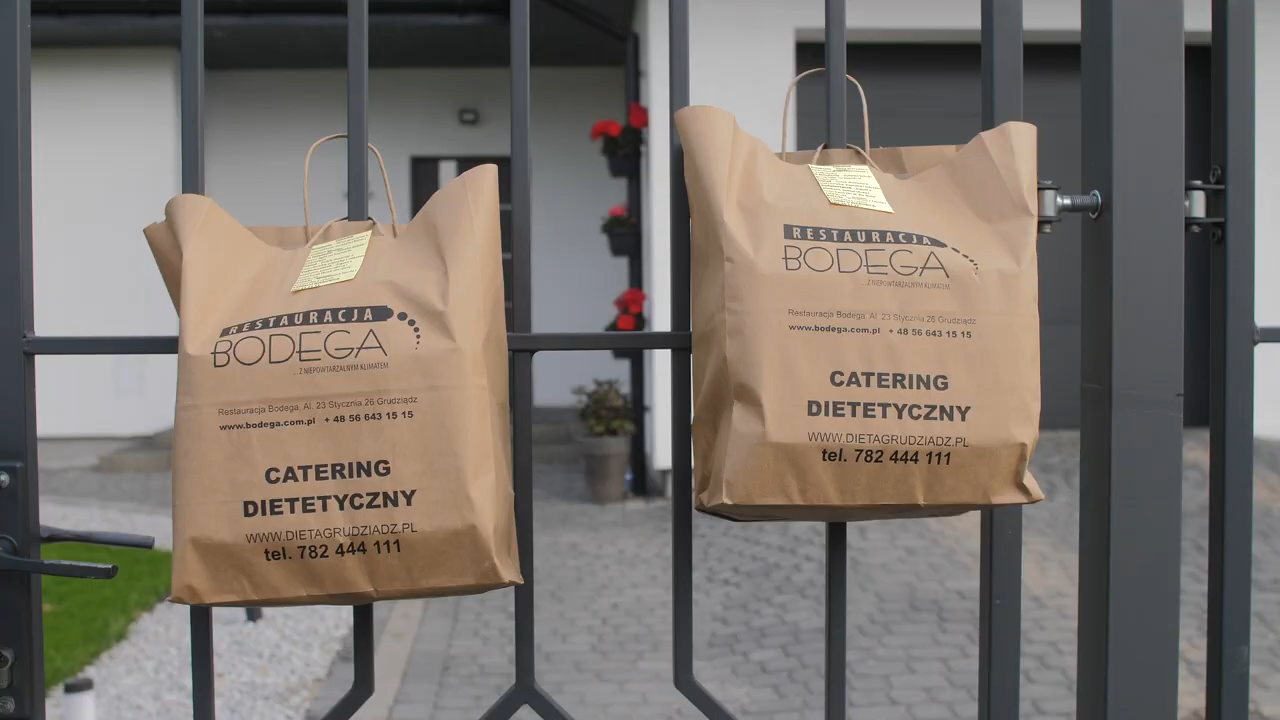 RESTAURACJA
BODEGA
... Z NIEPOWTARZALNYM KLIMATEM
Restauracja Bodega, Al. 23 Stycznia 26 Grudziądz
www.bodega.com.pl + 48 56 643 15 15
CATERING
DIETETYCZNY
WWW.DIETAGRUDZIADZ.PL
tel. 782 444 111
RESTAURACJA
BODEGA
... Z NIEPOWTARZALNYM KLIMATEM
Restauracja Bodega, Al. 23 Stycznia 26 Grudziądz
www.bodega.com.pl + 48 56 643 15 15
CATERING
DIETETYCZNY
WWW.DIETAGRUDZIADZ.PL
tel. 782 444 111